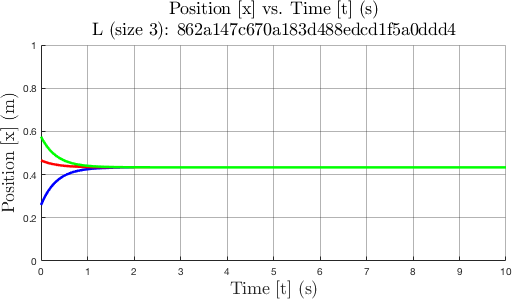 Position [x] vs. Time [t] (s)
L (size 3): 862a147c670a183d488edcd1f5a0ddd4
Position [x] (m)
1
0.8
0.6
0.4
0.2
0
0 1 2 3 4 5 6 7 8 9 10
Time [t] (s)